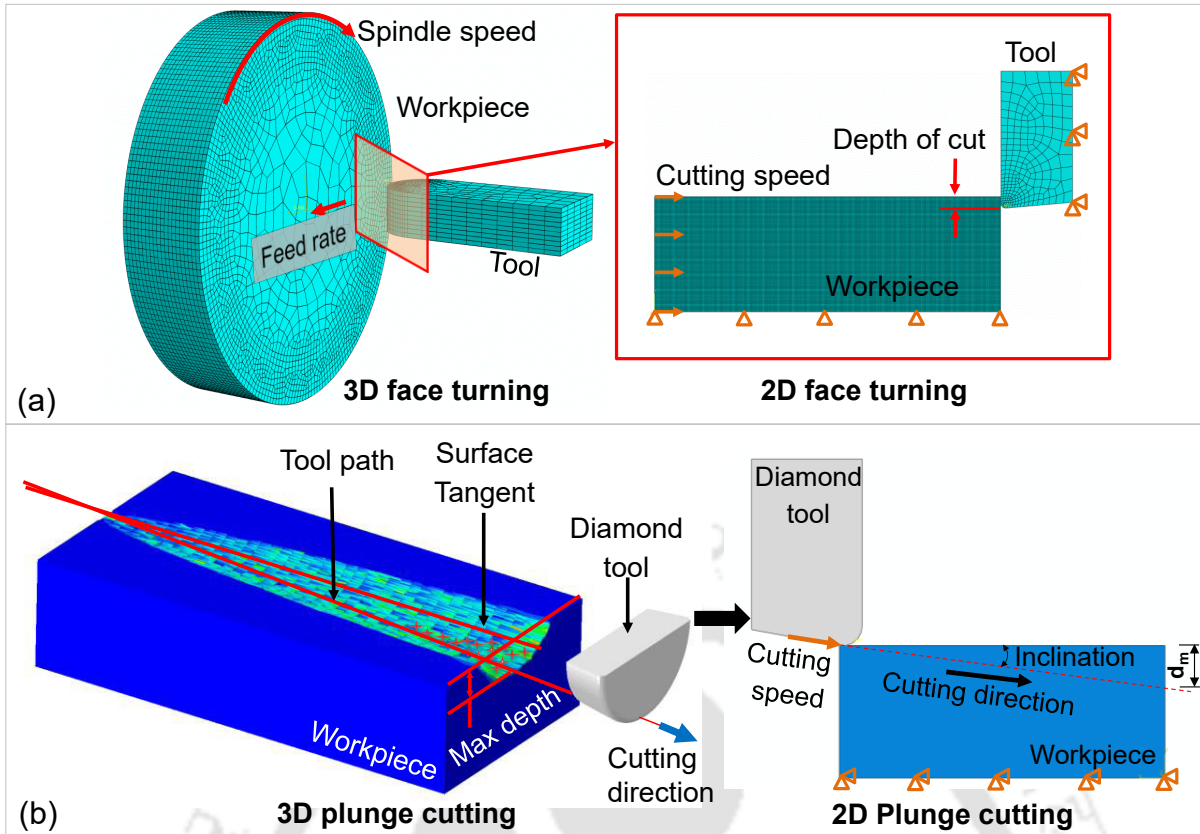 (a)
Spindle speed
Workpiece
Feed rate
Tool
3D face turning
Tool
Depth of cut
Cutting speed
Workpiece
2D face turning
(b)
Tool path
Surface
Tangent
Diamond
tool
Max depth
Workpiece
Cutting
direction
3D plunge cutting
Diamond
tool
Cutting
speed
Inclination
Cutting direction
dm
Workpiece
2D Plunge cutting